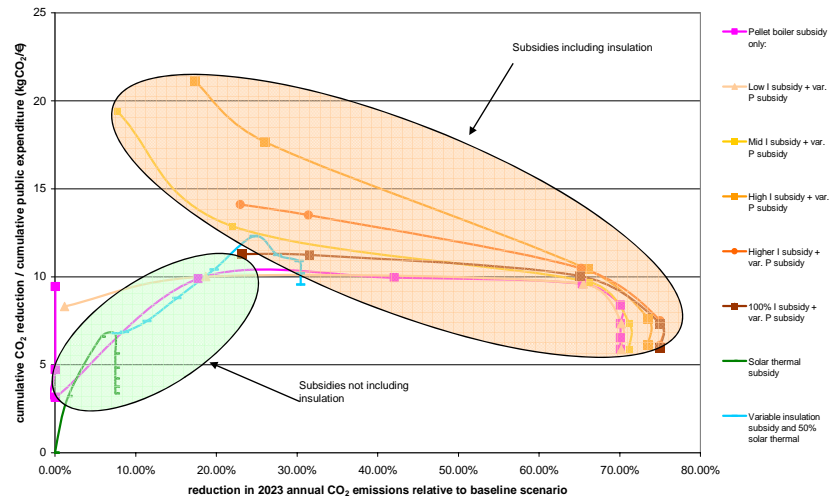 cumulative CO2 reduction / cumulative public expenditure (kgCO2/€)
25
20
15
10
5
0
0.00%
10.00%
20.00%
30.00%
40.00%
50.00%
60.00%
70.00%
80.00%
reduction in 2023 annual CO2 emissions relative to baseline scenario
Subsidies including insulation
Subsidies not including
insulation
Pellet boiler subsidy
only:
Low I subsidy + var.
P subsidy
Mid I subsidy + var.
P subsidy
High I subsidy + var.
P subsidy
Higher I subsidy +
var. P subsidy
100% I subsidy +
var. P subsidy
Solar thermal
subsidy
Variable insulation
subsidy and 50%
solar thermal